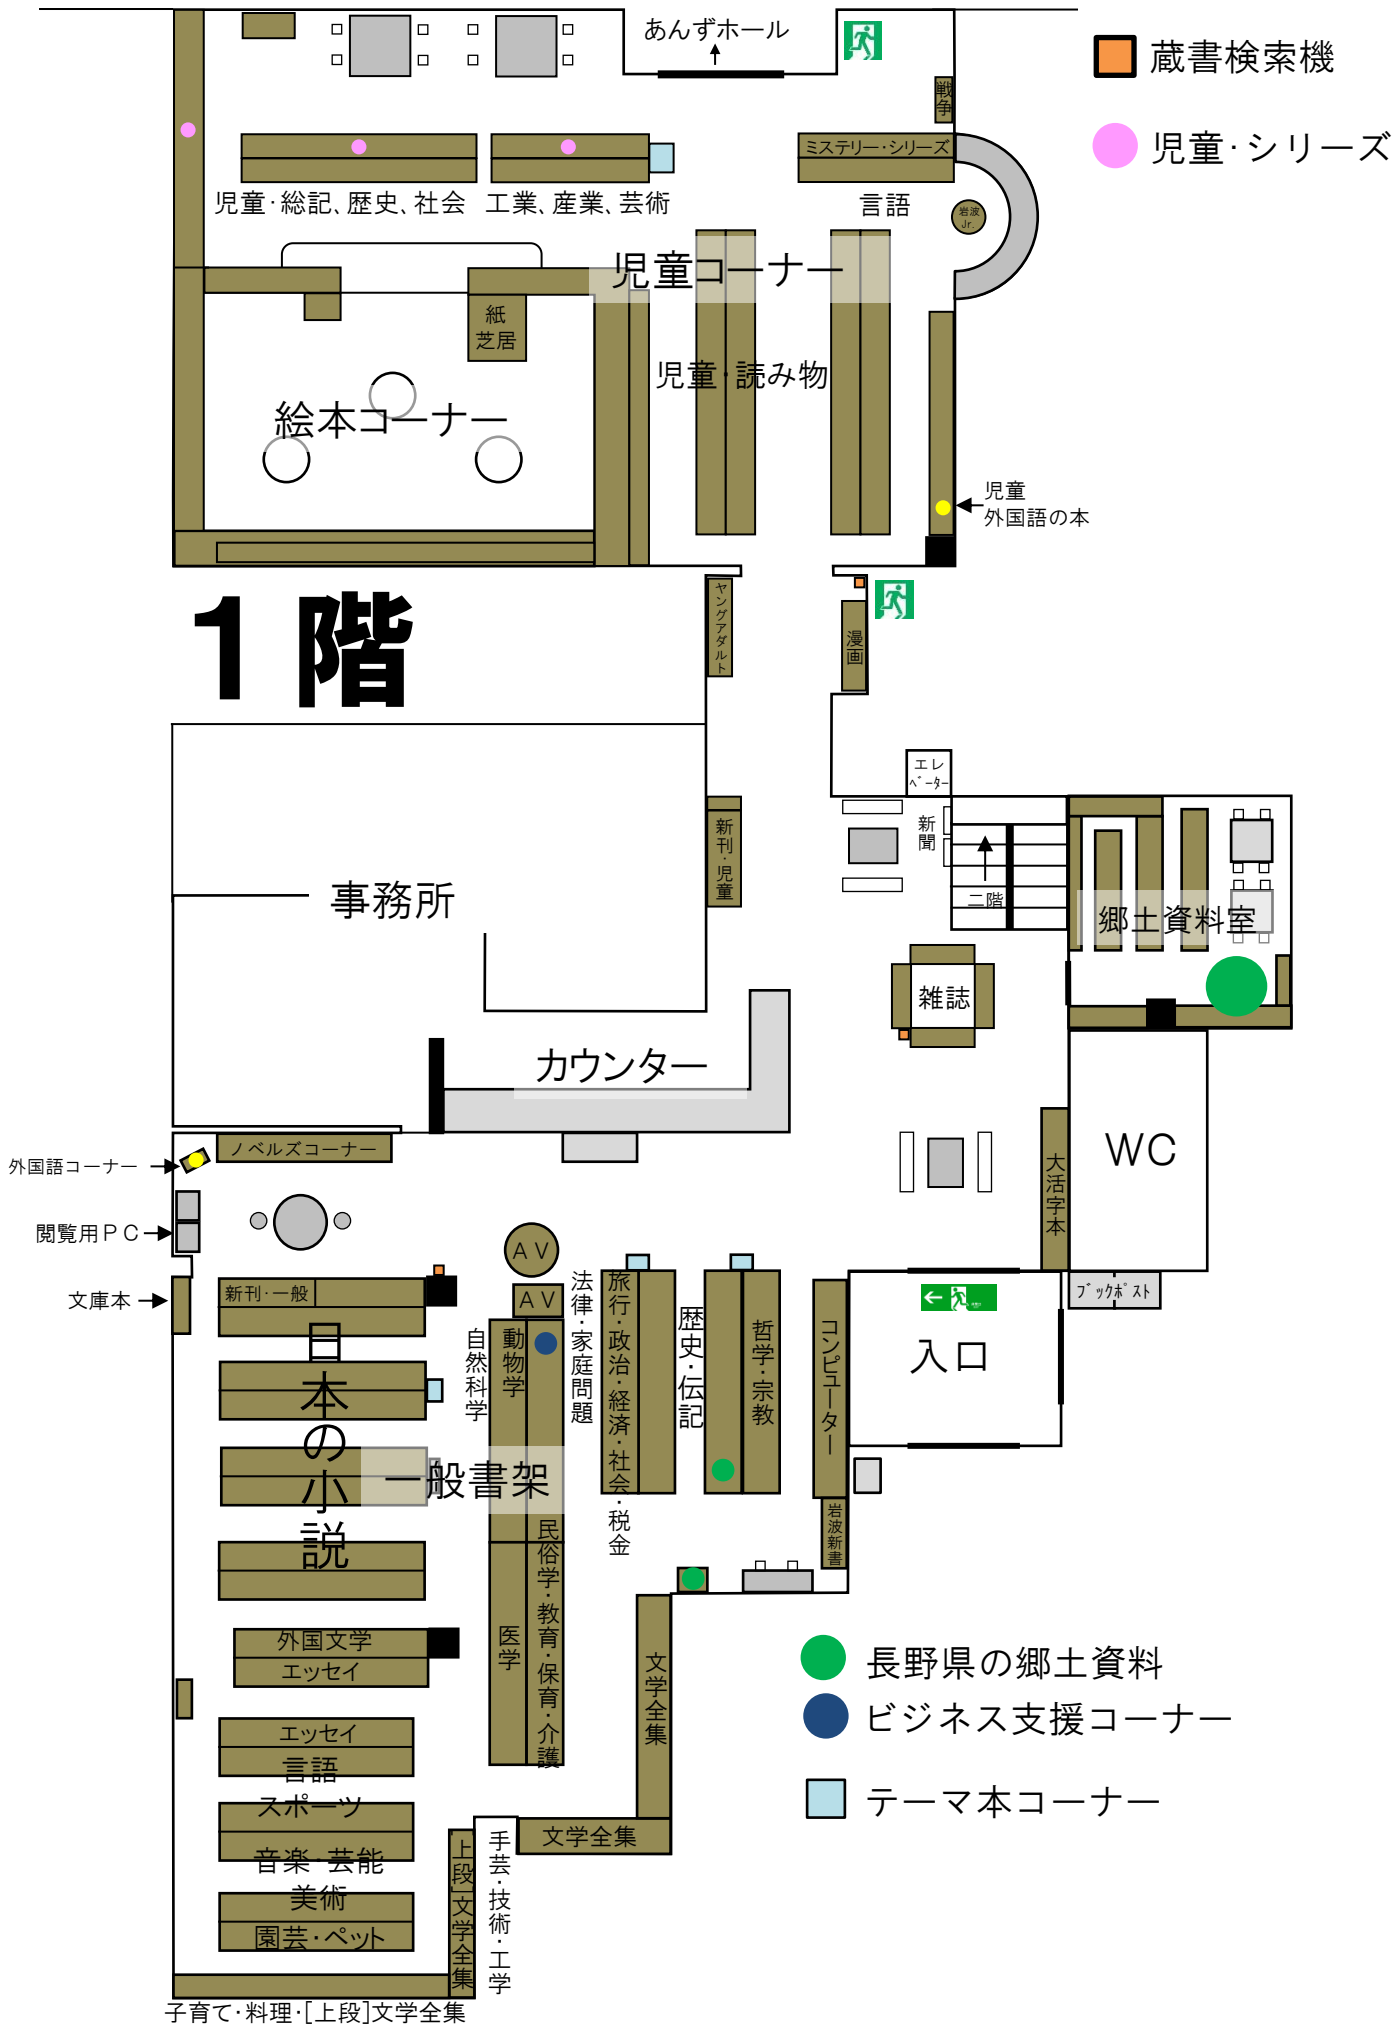 あんずホール
蔵書検索機
児童・シリーズ
戦争
ミステリー・シリーズ
児童・総記、歴史、社会
工業、産業、芸術
言語
岩波
Jr.
児童コーナー
紙
芝居
児童・読み物
絵本コーナー
児童
外国語の本
1階
ヤングアダルト
漫画
エレ
ベーター
新刊・児童
新聞
二階
郷土資料室
事務所
雑誌
カウンター
ノベルズコーナー
外国語コーナー
大活字本
WC
閲覧用PC
AV
文庫本
新刊・一般
AV
ブックポスト
入口
日本の小説
自然科学
動物学
法律・家庭問題
旅行・政治・経済・社会・税金
歴史・伝記
哲学・宗教
コンピューター
一般書架
岩波新書
民俗学・教育・保育・介護
医学
外国文学
エッセイ
文学全集
長野県の郷土資料
ビジネス支援コーナー
エッセイ
言語
スポーツ
音楽・芸能
テーマ本コーナー
文学全集
[上段]文学全集
手芸・技術・工学
美術
園芸・ペット
子育て・料理・[上段]文学全集